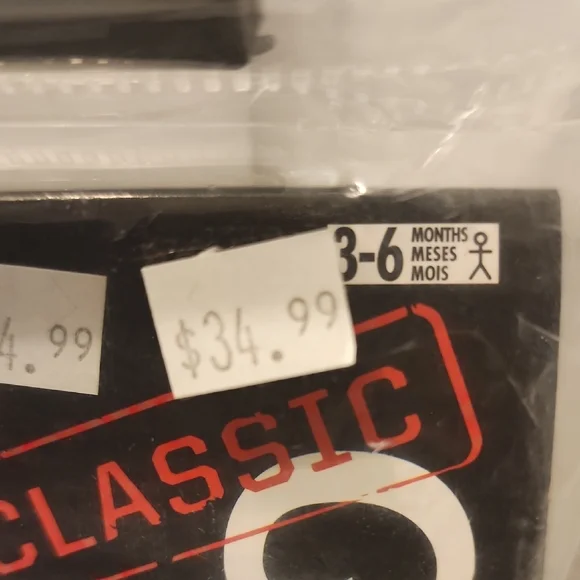 3-6 MONTHS
MESES
MOIS
4.99
$34.99
CLASSIC